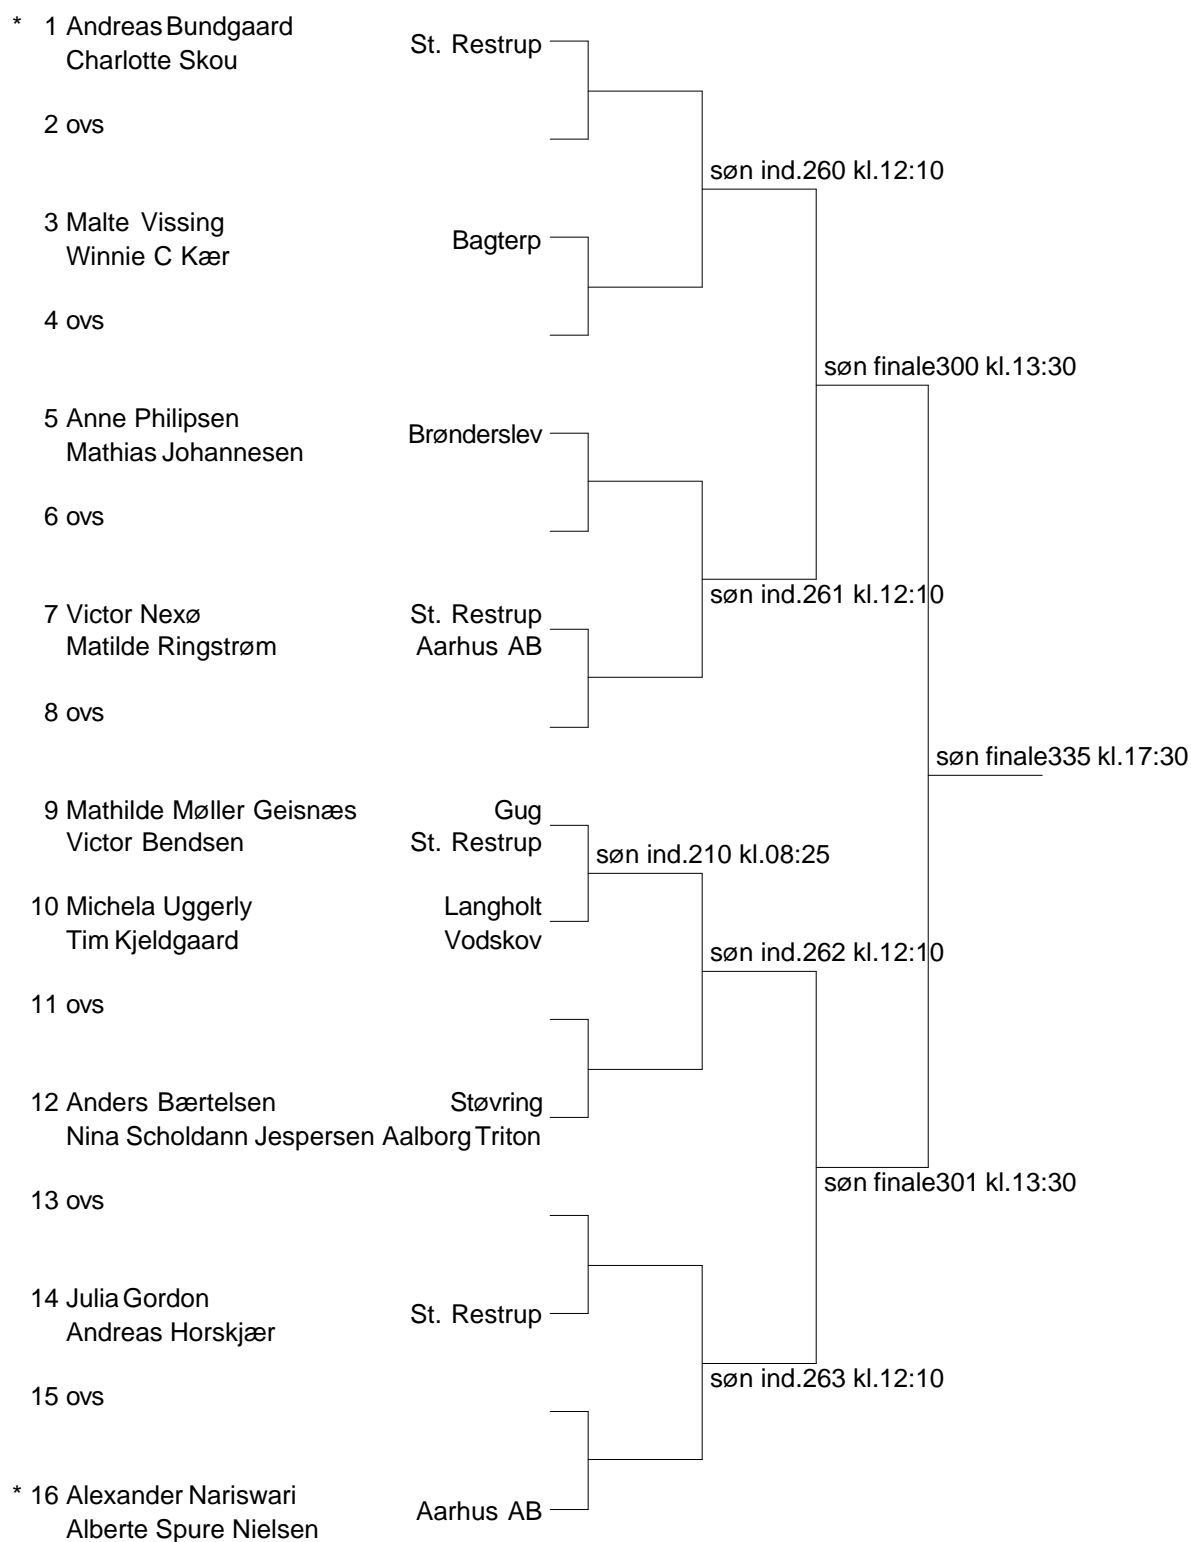 * 1 Andreas Bundgaard
St. Restrup
Charlotte Skou
2 ovs
søn ind.260 kl.12:10
3 Malte Vissing
Bagterp
Winnie C Kær
4 ovs
søn finale300 kl.13:30
5 Anne Philipsen
Brønderslev
Mathias Johannesen
6 ovs
søn ind.261 kl.12:10
7 Victor Nexø St. Restrup
Matilde Ringstrøm Aarhus AB
8 ovs
søn finale335 kl.17:30
9 Mathilde Møller Geisnæs Gug
Victor Bendsen St. Restrup
søn ind.210 kl.08:25
10 Michela Uggerly Langholt
Tim Kjeldgaard Vodskov
søn ind.262 kl.12:10
11 ovs
12 Anders Bærtelsen Støvring
Nina Scholdann Jespersen Aalborg Triton
søn finale301 kl.13:30
13 ovs
14 Julia Gordon
St. Restrup
Andreas Horskjær
søn ind.263 kl.12:10
15 ovs
* 16 Alexander Nariswari
Aarhus AB
Alberte Spure Nielsen